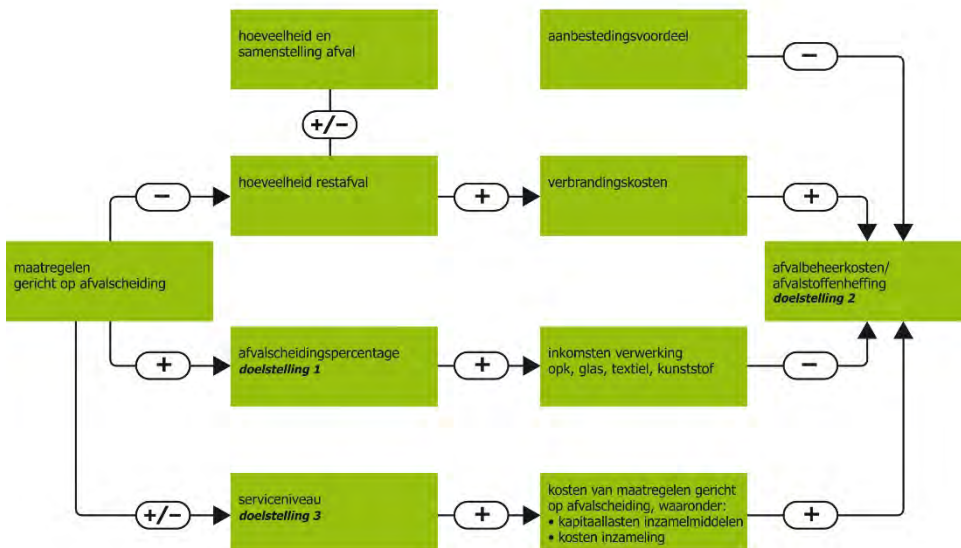 hoeveelheid en
samenstelling afval
aanbestedingsvoordeel
−
+/−
−
hoeveelheid restafval
+
verbrandingskosten
+
maatregelen
gericht op afvalscheiding
afvalbeheerkosten/
afvalstoffenheffing
doelstelling 2
+
afvalscheidingspercentage
doelstelling 1
+
inkomsten verwerking
opk, glas, textiel, kunststof
−
+/−
serviceniveau
doelstelling 3
+
kosten van maatregelen gericht
op afvalscheiding, waaronder:
• kapitaallasten inzamelmiddelen
• kosten inzameling
+